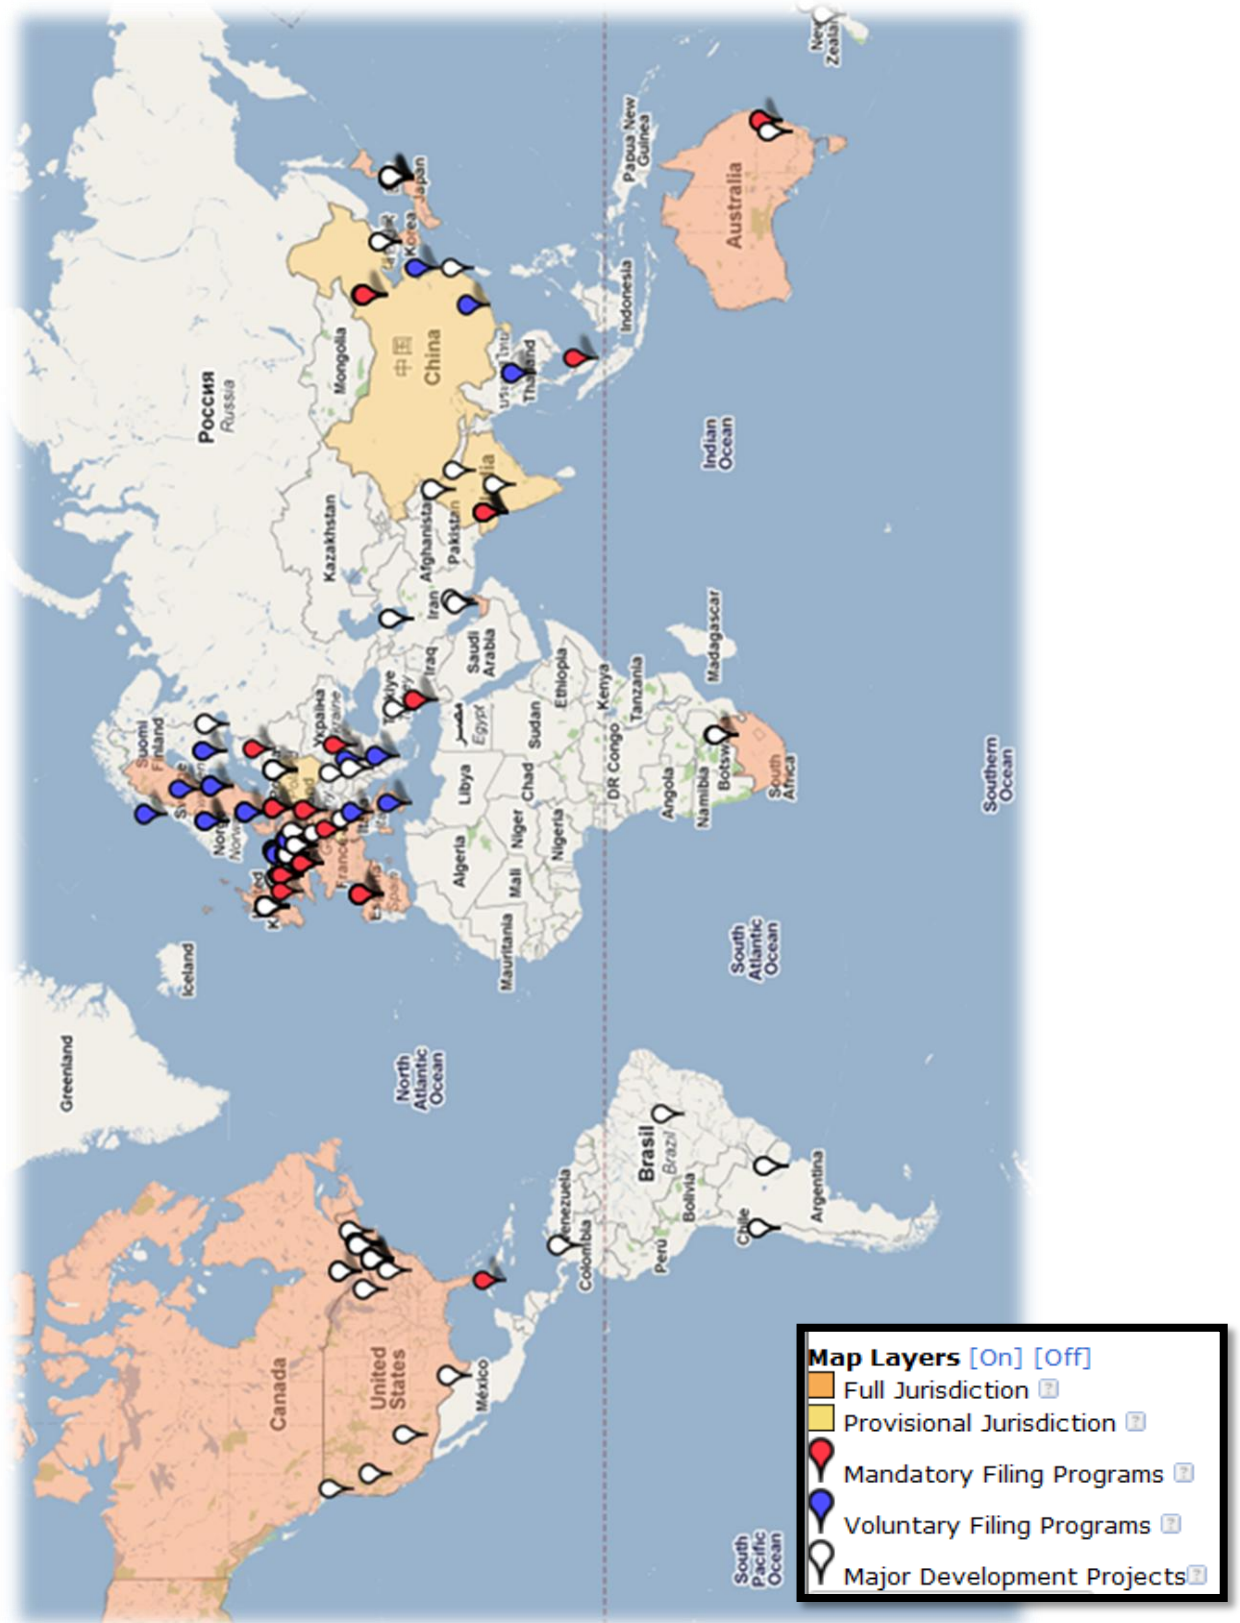 New
Zealand
Papua New
Guinea
Australia
Japan
Korea
Indonesia
Mongolia
中国
China
Thailand
РОССИЯ
Russia
Indian
Ocean
Kazakhstan
Afghanistan
Pakistan
Iran
Iraq
Saudi
Arabia
Madagascar
Ethiopia
Kenya
Tanzania
Suomi
Finland
Україна
مصر
Egypt
Sudan
Libya
Chad
DR Congo
Angola
Namibia
Botswana
South
Africa
Southern
Ocean
Norge
France
Algeria
Niger
Nigeria
Mali
Mauritania
Spain
Iceland
South
Atlantic
Ocean
Greenland
North
Atlantic
Ocean
Brasil
Brazil
Bolivia
Argentina
Venezuela
Colombia
Perú
Chile
Canada
United
States
México
South
Pacific
Ocean
Map Layers [On] [Off]
Full Jurisdiction ?
Provisional Jurisdiction ?
Mandatory Filing Programs ?
Voluntary Filing Programs ?
Major Development Projects ?